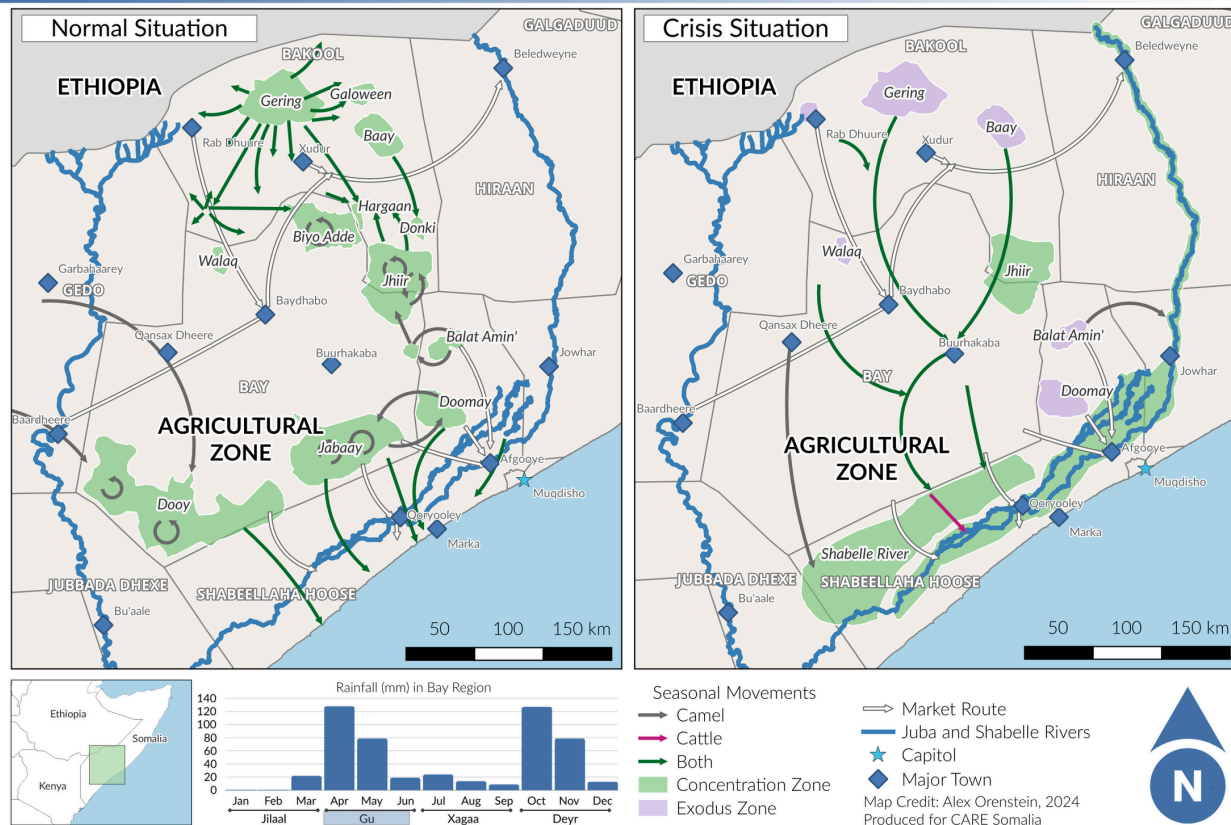 Normal Situation
GALGADUUD
BAKOOL
Beledweyne
ETHIOPIA
Gering
Galoween
Baay
Rab Dhuure
Xudur
HIRAAN
Hargaan
Donki
Biyo Adde
Walaq
Jhiir
Garbahaarey
GEDO
Baydhabo
Qansax Dheere
Buurhakaba
Balat Amin'
Jowhar
BAY
Doomay
Baardheere
AGRICULTURAL
ZONE
Jabaay
Afgooye
Muqdisho
Dooy
Qoryooley
Marka
JUBBADA DHEXE
SHABEELLAHA HOOSE
Bu'aale
50 100 150 km
Crisis Situation
GALGADUUD
BAKOOL
Beledweyne
ETHIOPIA
Gering
Baay
Rab Dhuure
Xudur
HIRAAN
Walaq
Jhiir
Garbahaarey
GEDO
Baydhabo
Qansax Dheere
Balat Amin'
Buurhakaba
Jowhar
BAY
Doomay
Baardheere
AGRICULTURAL
ZONE
Afgooye
Muqdisho
Qoryooley
Marka
Shabelle River
JUBBADA DHEXE
SHABEELLAHA HOOSE
Bu'aale
50 100 150 km
Ethiopia
Somalia
Kenya
Rainfall (mm) in Bay Region
140
120
100
80
60
40
20
0
Jan Feb Mar Apr May Jun Jul Aug Sep Oct Nov Dec
Jilaal Gu Xagaa Deyr
Seasonal Movements
Camel
Cattle
Both
Concentration Zone
Exodus Zone
Market Route
Juba and Shabelle Rivers
Capitol
Major Town
Map Credit: Alex Orenstein, 2024
Produced for CARE Somalia
N